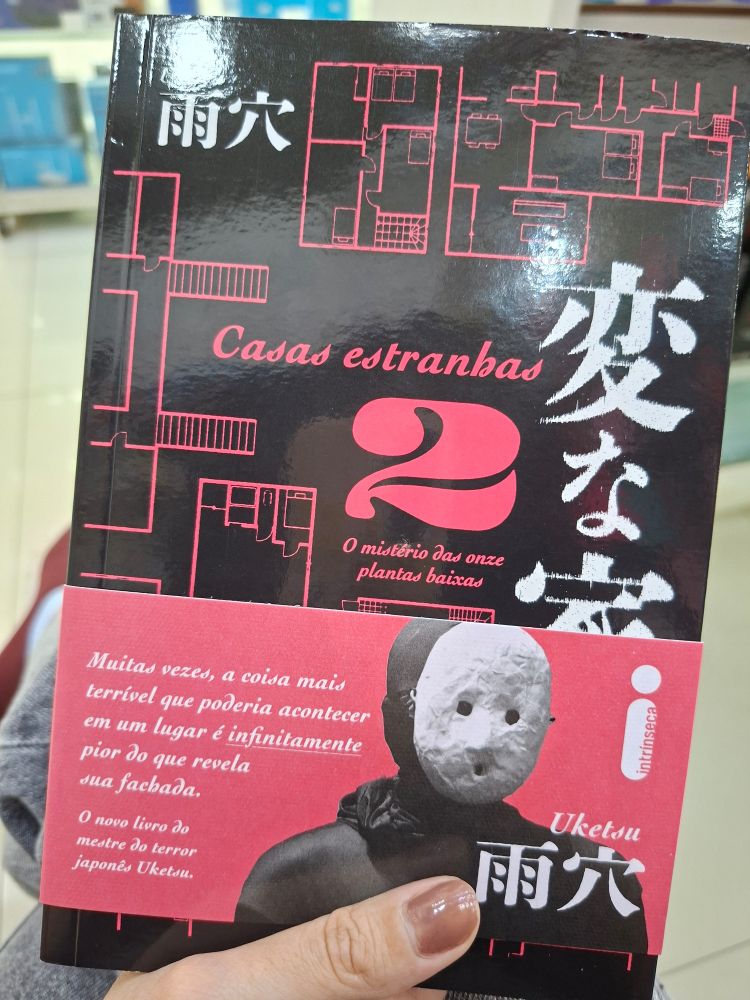 雨穴
Casas estranhas
2
変な家
O mistério das onze
plantas baixas
Muitas vezes, a coisa mais
terrível que poderia acontecer
em um lugar é infinitamente
pior do que revela
sua fachada.
O novo livro do
mestre do terror
japonês Uketsu.
intrínseca
Uketsu
雨穴